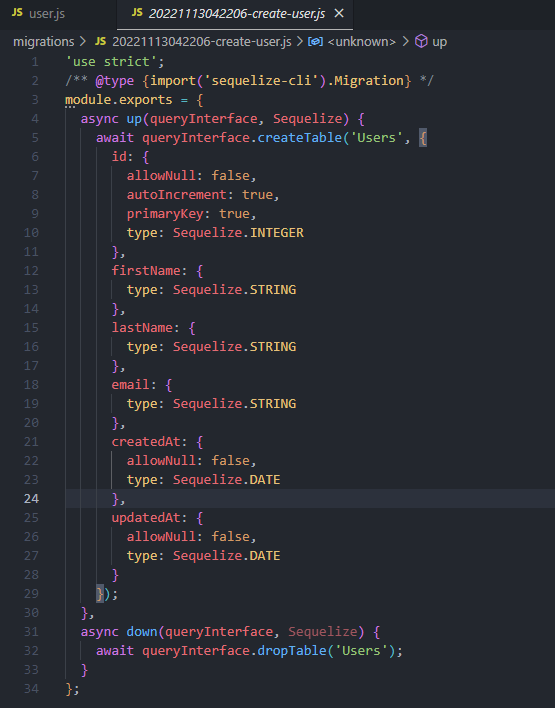 JS user.js
JS 20221113042206-create-user.js ×
migrations > JS 20221113042206-create-user.js > <unknown> > up
1 'use strict';
2 /** @type {import('sequelize-cli').Migration} */
3 module.exports = {
4   async up(queryInterface, Sequelize) {
5     await queryInterface.createTable('Users', {
6       id: {
7         allowNull: false,
8         autoIncrement: true,
9         primaryKey: true,
10         type: Sequelize.INTEGER
11       },
12       firstName: {
13         type: Sequelize.STRING
14       },
15       lastName: {
16         type: Sequelize.STRING
17       },
18       email: {
19         type: Sequelize.STRING
20       },
21       createdAt: {
22         allowNull: false,
23         type: Sequelize.DATE
24       },
25       updatedAt: {
26         allowNull: false,
27         type: Sequelize.DATE
28       }
29     });
30   },
31   async down(queryInterface, Sequelize) {
32     await queryInterface.dropTable('Users');
33   }
34 };